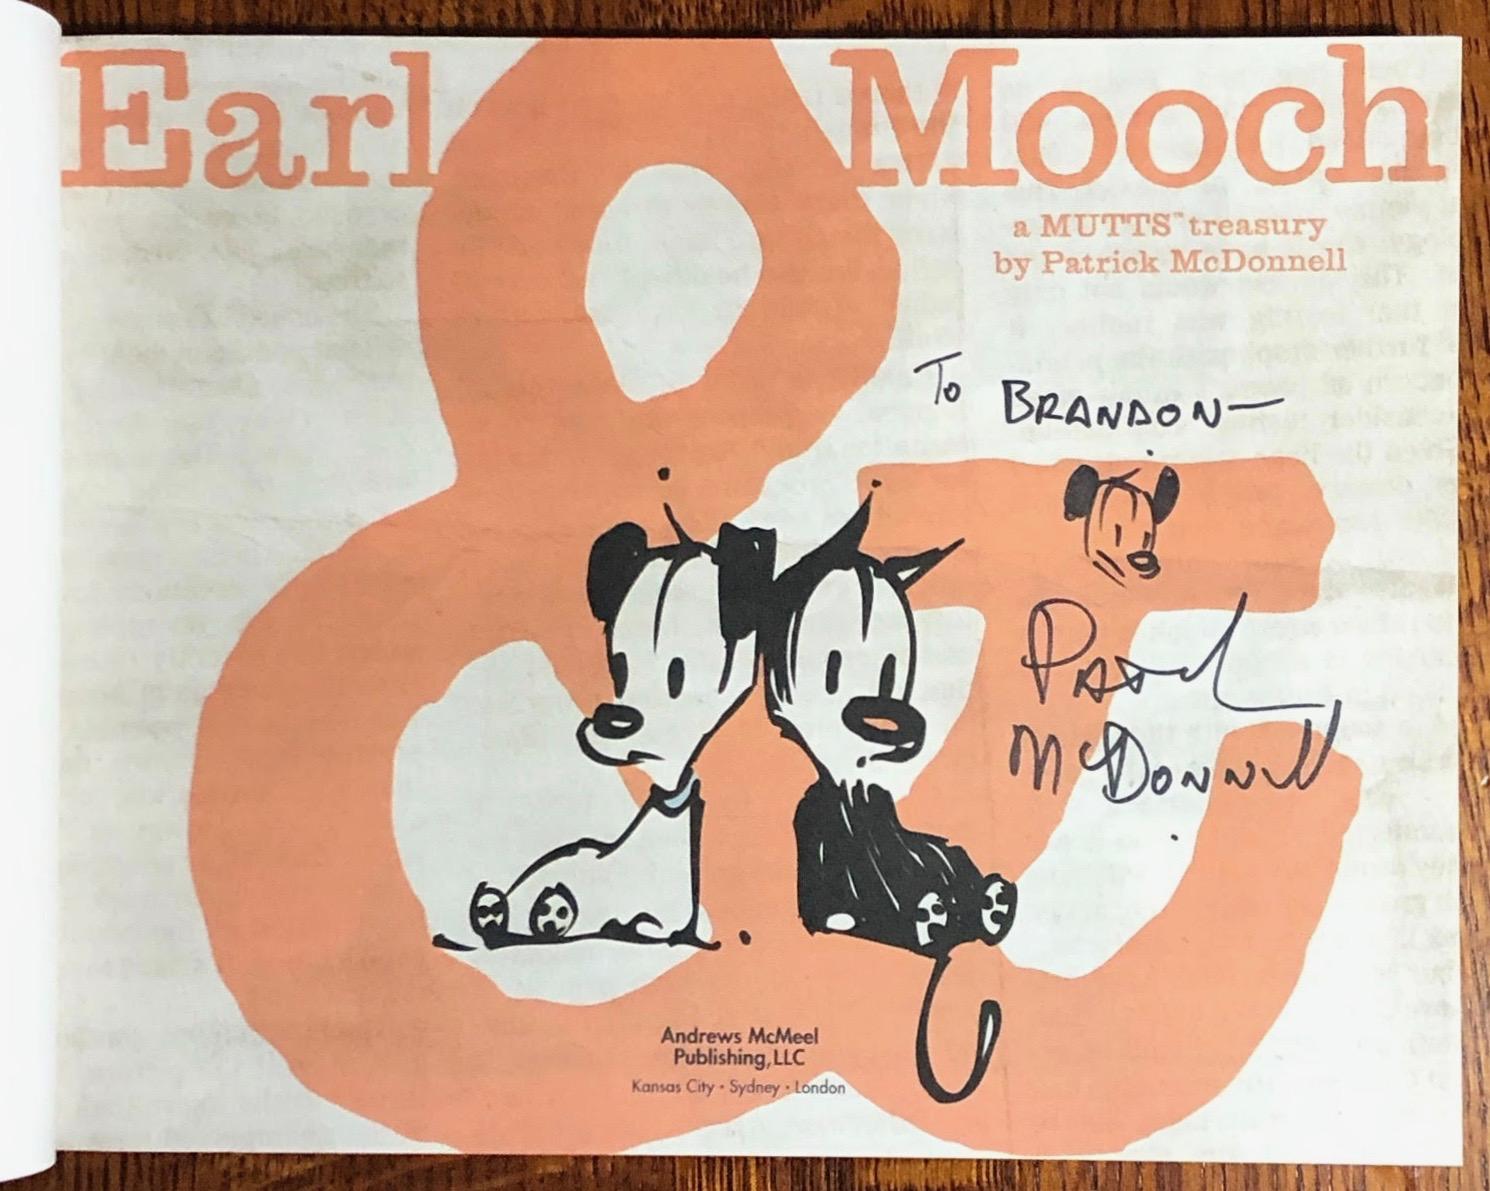 Earl & Mooch
a MUTTS™ treasury
by Patrick McDonnell
To BRANDON—
Patrick
McDonnell
Andrews McMeel
Publishing, LLC
Kansas City · Sydney · London